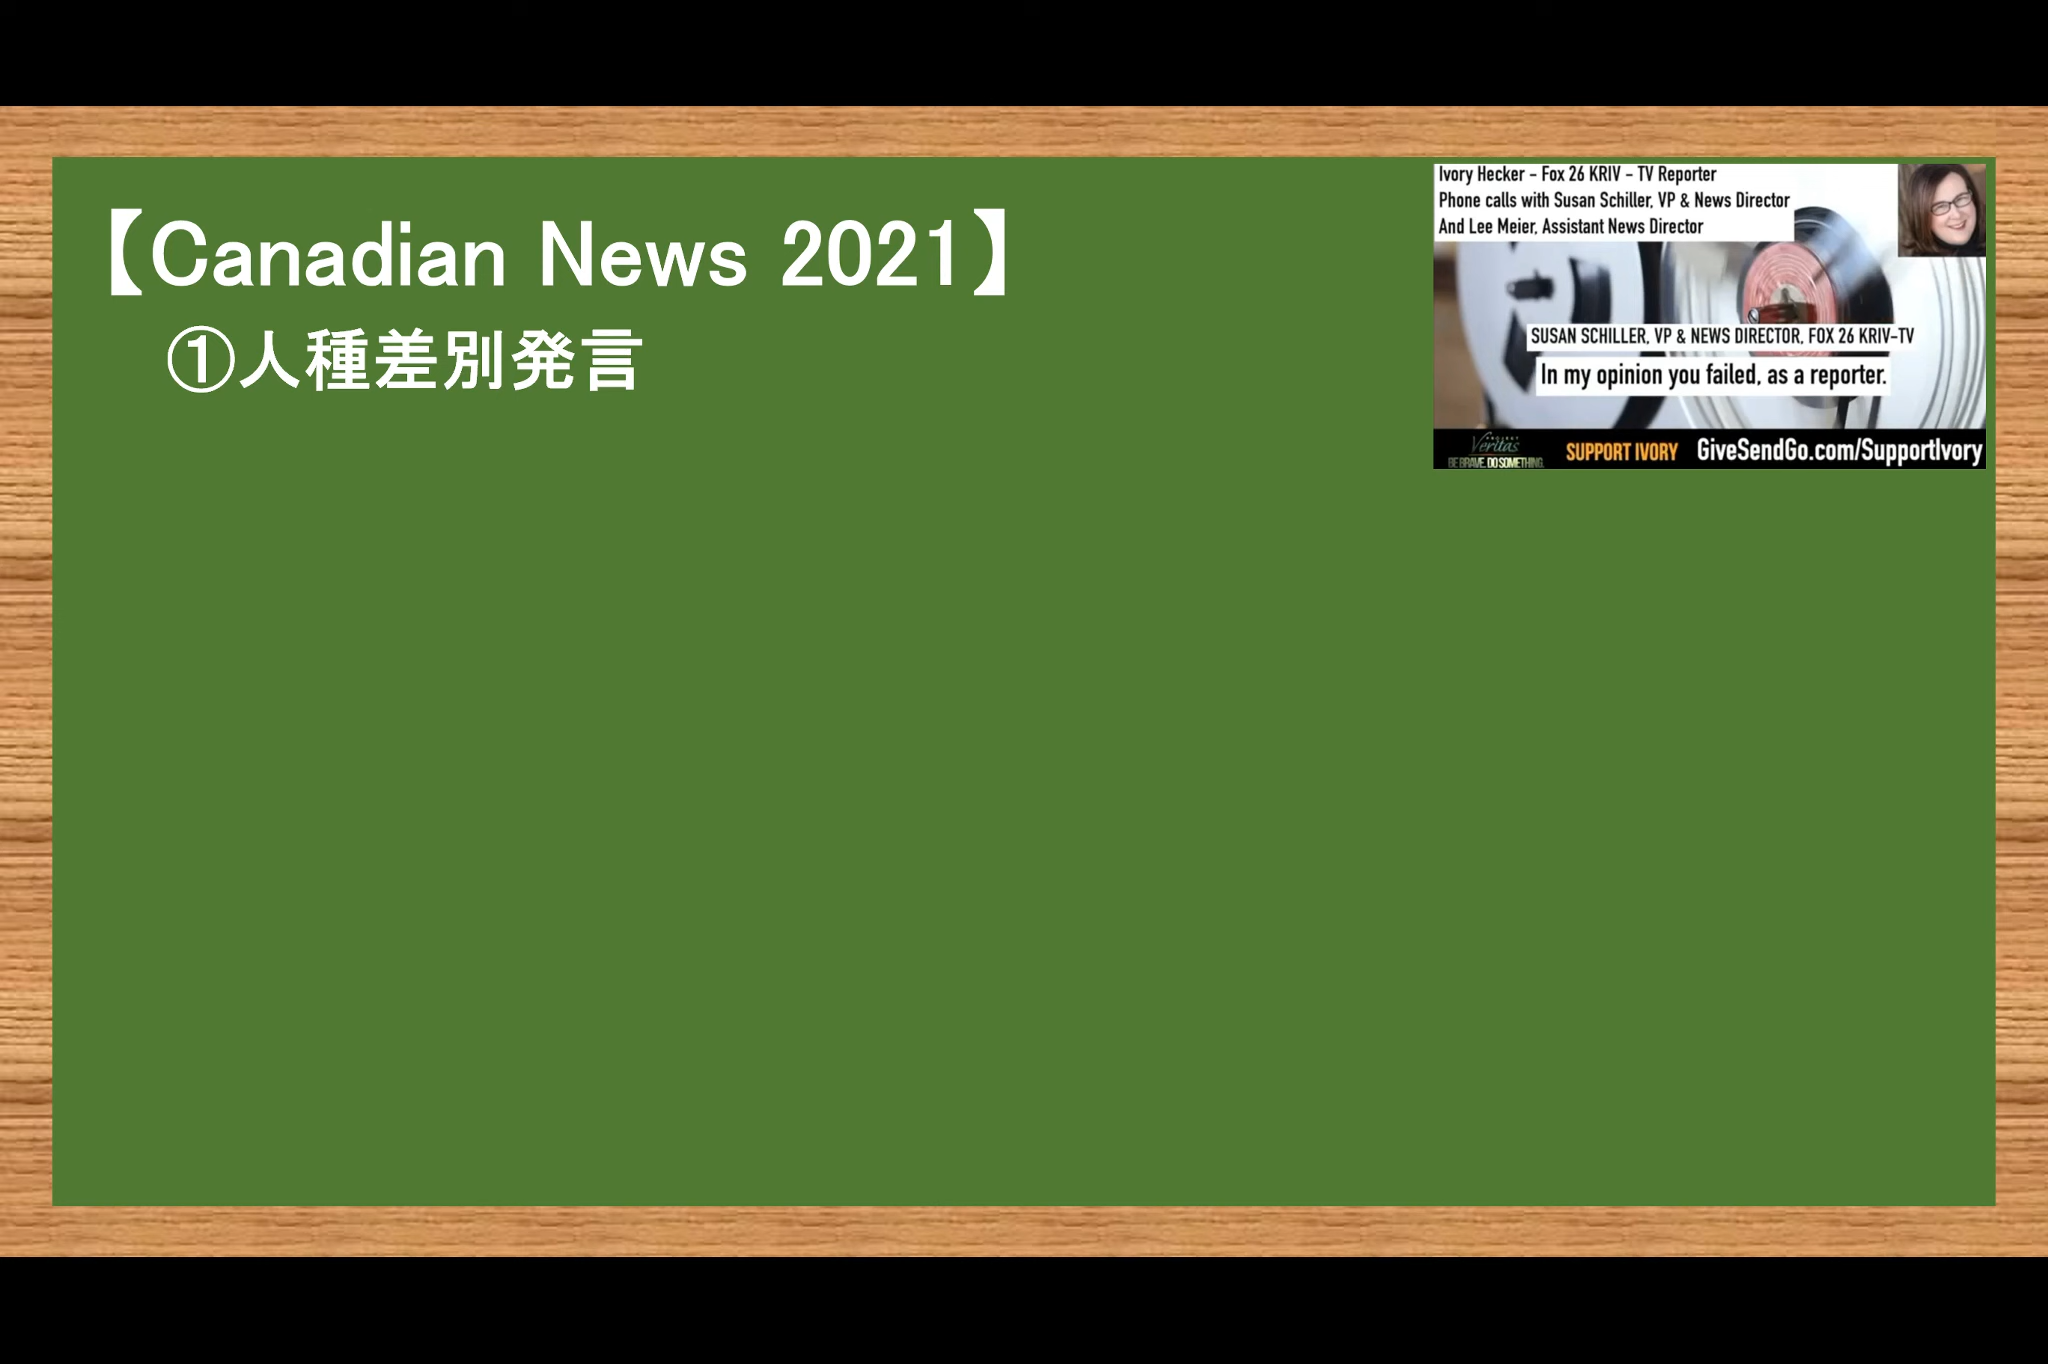 【Canadian News 2021】
①人種差別発言
Ivory Hecker - Fox 26 KRIV - TV Reporter
Phone calls with Susan Schiller, VP & News Director
And Lee Meier, Assistant News Director
SUSAN SCHILLER, VP & NEWS DIRECTOR, FOX 26 KRIV-TV
In my opinion you failed, as a reporter.
PROJECT
Veritas
BE BRAVE. DO SOMETHING.
SUPPORT IVORY GiveSendGo.com/SupportIvory